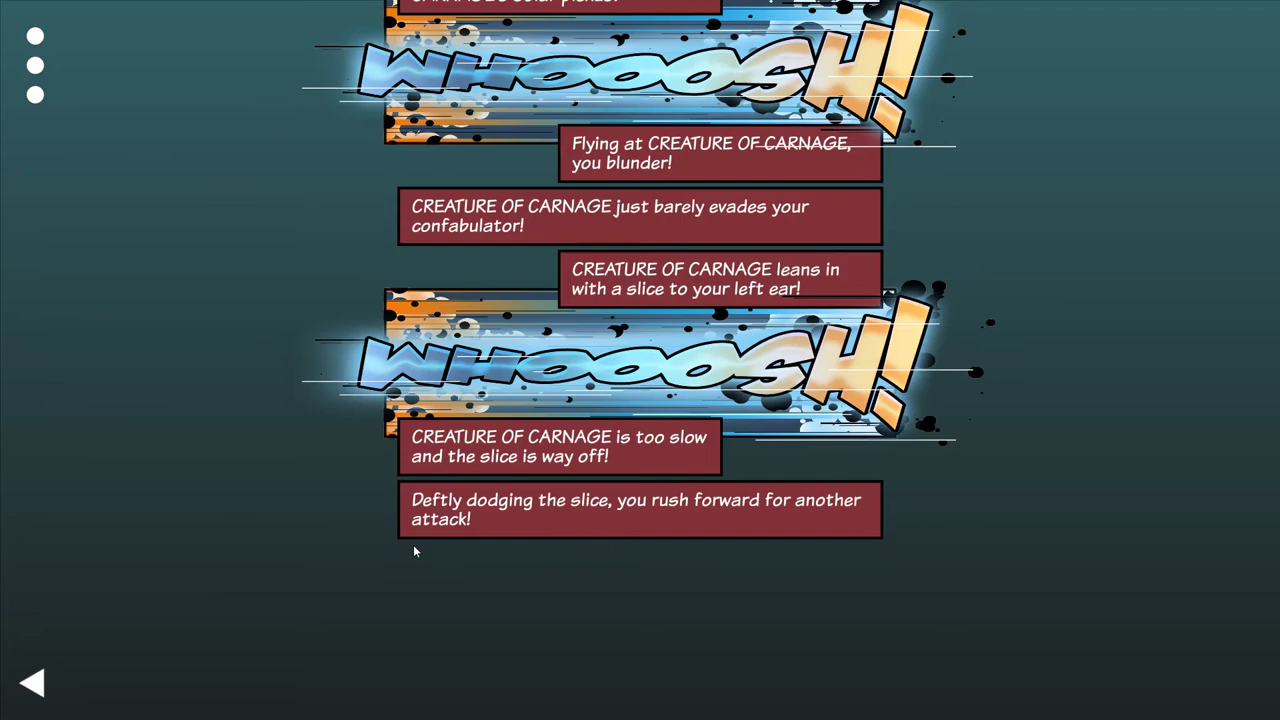 WHOOOSH!
Flying at CREATURE OF CARNAGE,
you blunder!
CREATURE OF CARNAGE just barely evades your
confabulator!
CREATURE OF CARNAGE leans in
with a slice to your left ear!
WHOOOSH!
CREATURE OF CARNAGE is too slow
and the slice is way off!
Deftly dodging the slice, you rush forward for another
attack!